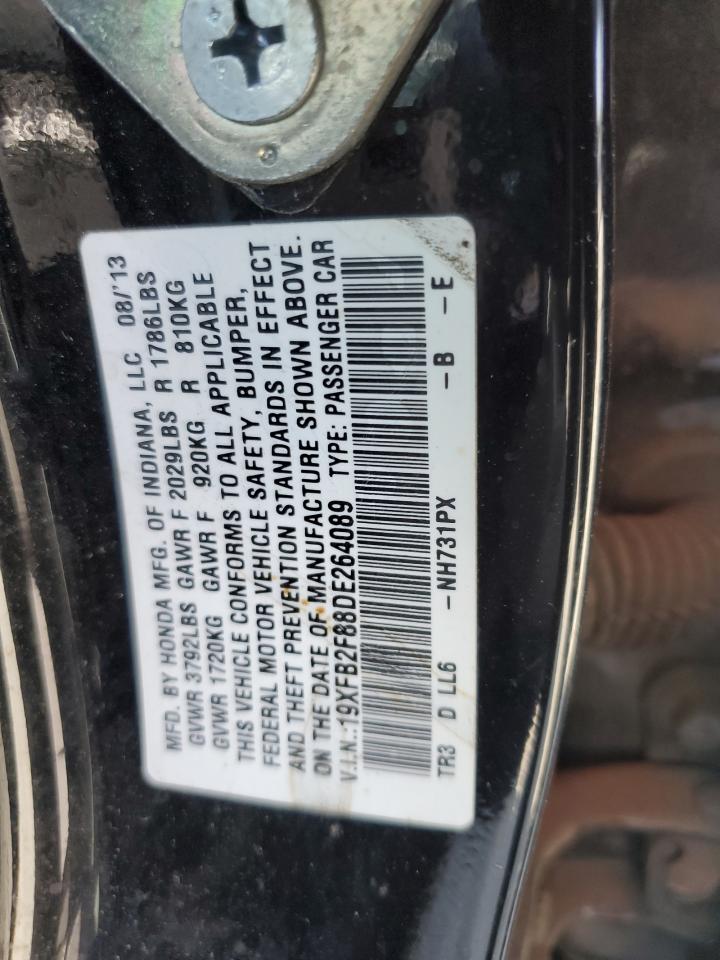 MFD. BY HONDA MFG. OF INDIANA, LLC 08/'13
GVWR 3792LBS GAWR F 2029LBS R 1786LBS
GVWR 1720KG GAWR F 920KG R 810KG
THIS VEHICLE CONFORMS TO ALL APPLICABLE
FEDERAL MOTOR VEHICLE SAFETY, BUMPER,
AND THEFT PREVENTION STANDARDS IN EFFECT
ON THE DATE OF MANUFACTURE SHOWN ABOVE.
V.I.N.:19XFB2F88DE264089 TYPE: PASSENGER CAR
TR3 D LL6 -NH731PX -B -E